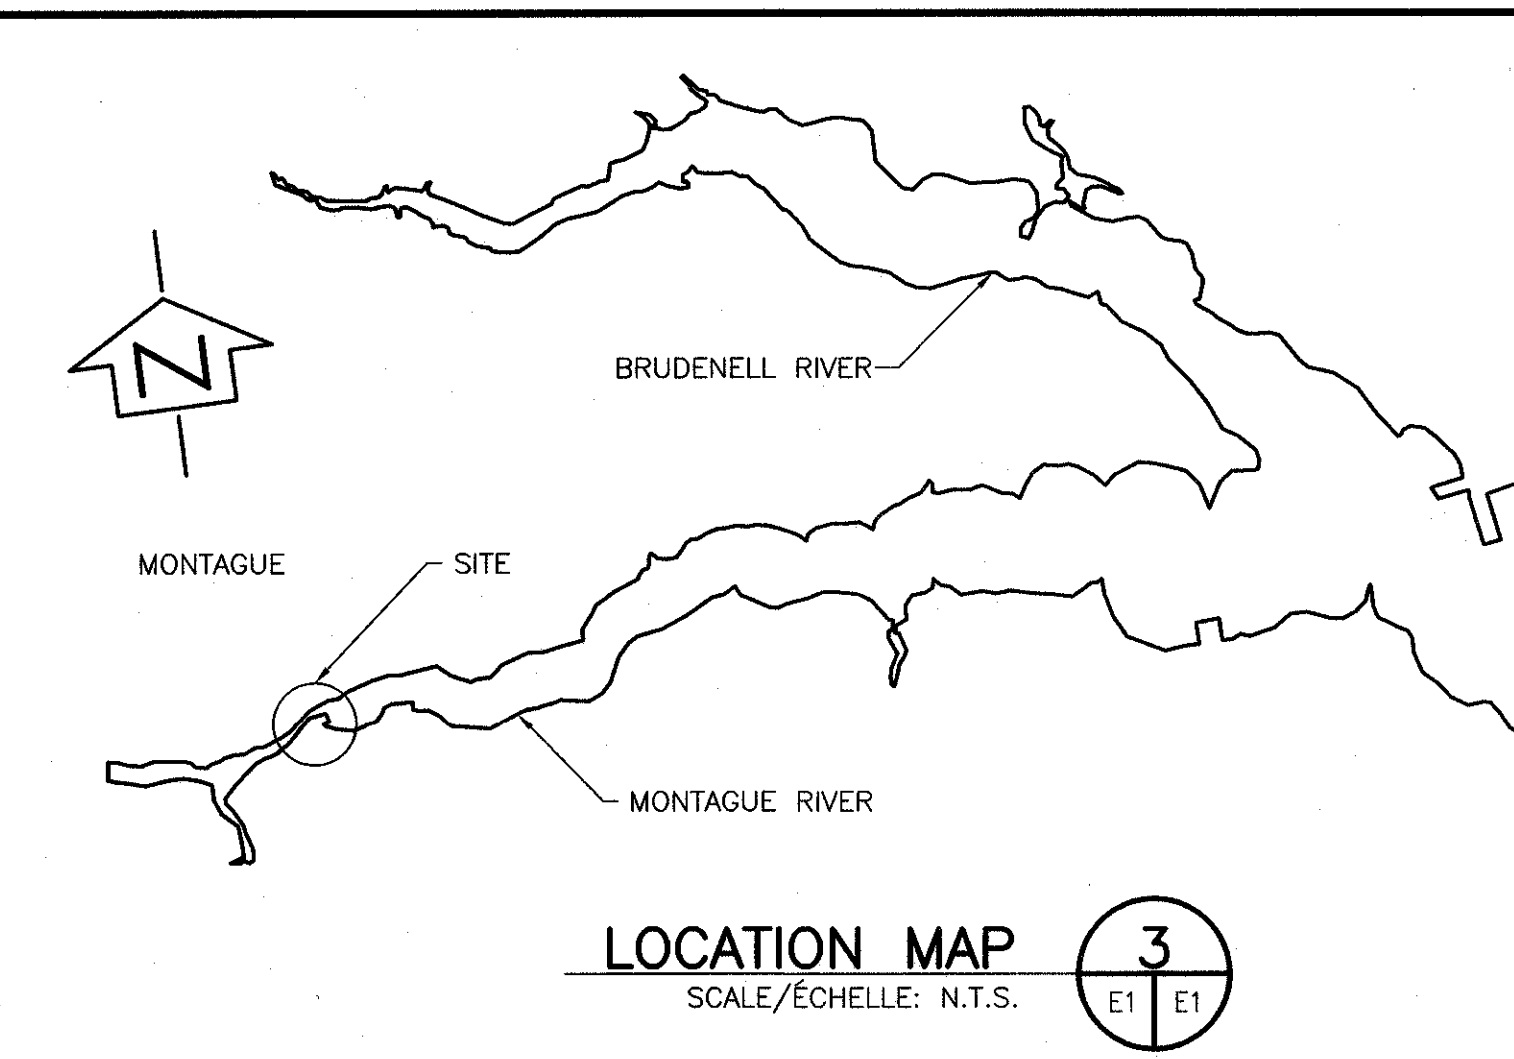 N
BRUDENELL RIVER
MONTAGUE
SITE
MONTAGUE RIVER
LOCATION MAP
SCALE/ÉCHELLE: N.T.S.
3
E1 E1